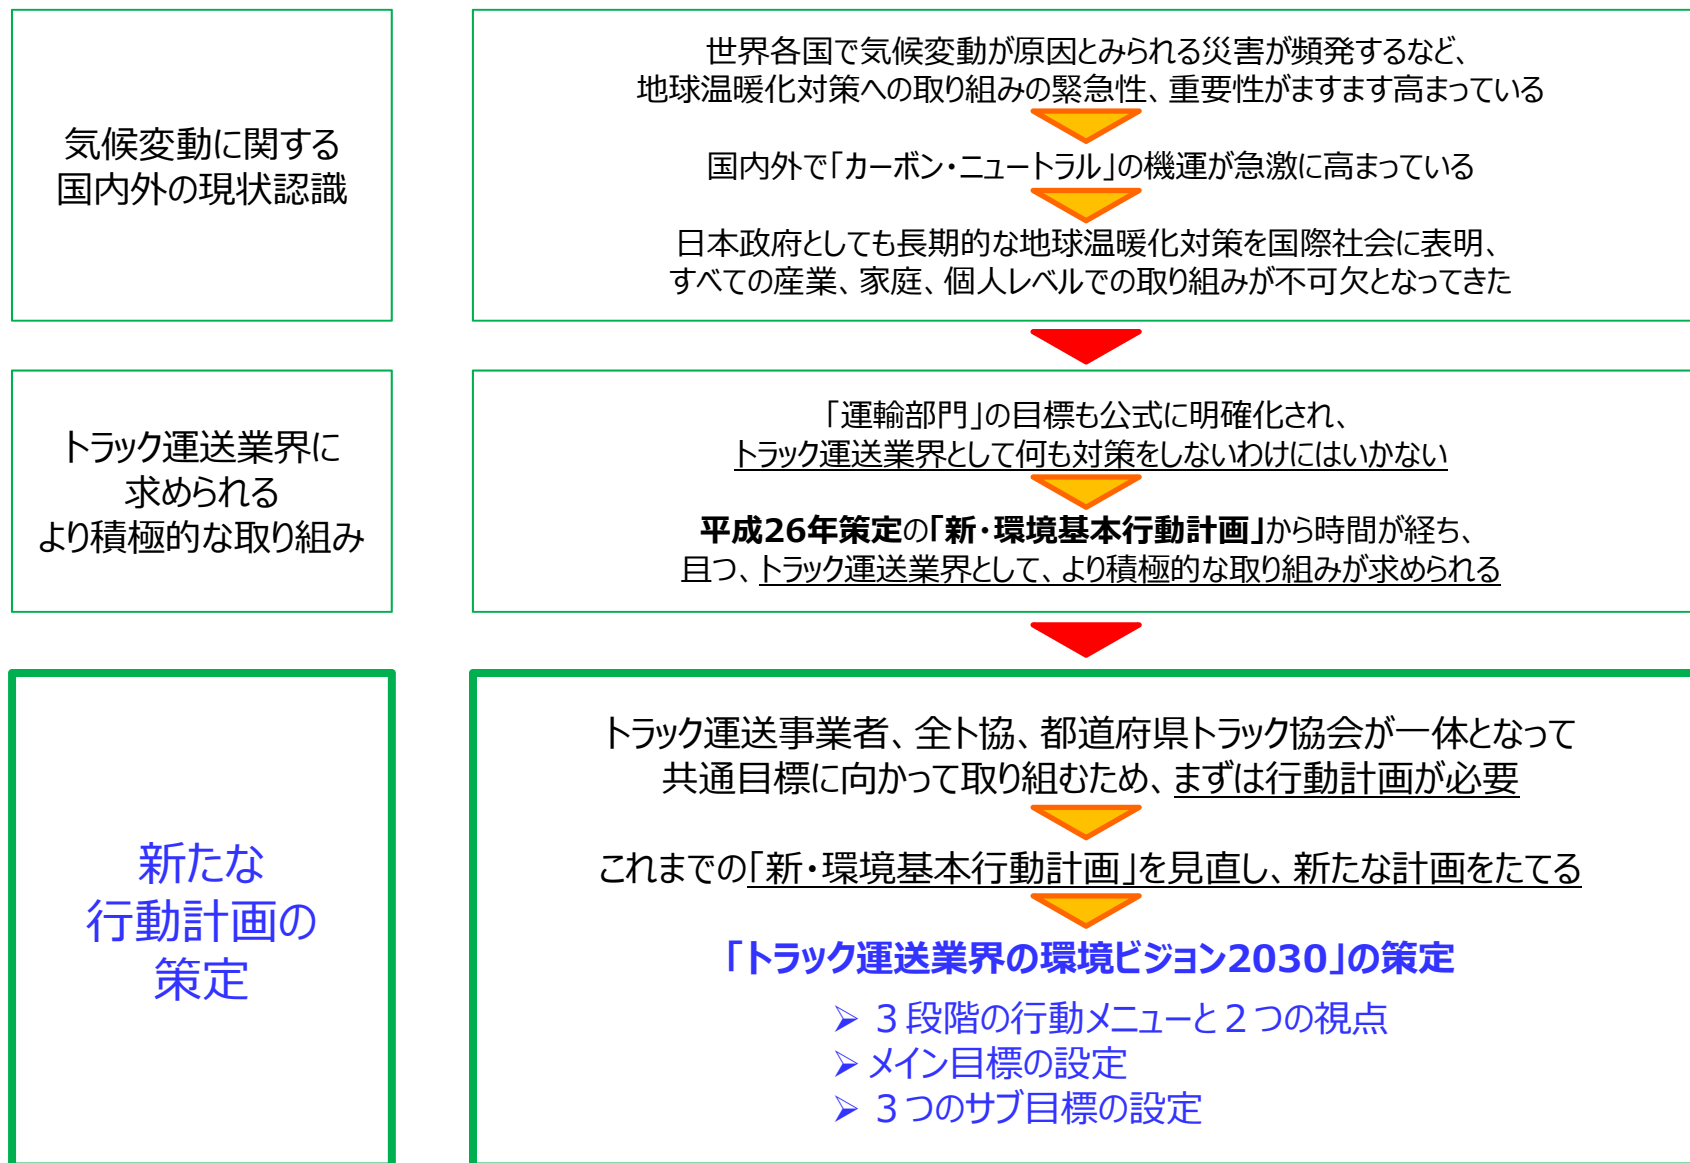 気候変動に関する
国内外の現状認識
世界各国で気候変動が原因とみられる災害が頻発するなど、
地球温暖化対策への取り組みの緊急性、重要性がますます高まっている
国内外で「カーボン・ニュートラル」の機運が急激に高まっている
日本政府としても長期的な地球温暖化対策を国際社会に表明、
すべての産業、家庭、個人レベルでの取り組みが不可欠となってきた
トラック運送業界に
求められる
より積極的な取り組み
「運輸部門」の目標も公式に明確化され、
トラック運送業界として何も対策をしないわけにはいかない
平成26年策定の「新・環境基本行動計画」から時間が経ち、
且つ、トラック運送業界として、より積極的な取り組みが求められる
新たな
行動計画の
策定
トラック運送事業者、全ト協、都道府県トラック協会が一体となって
共通目標に向かって取り組むため、まずは行動計画が必要
これまでの「新・環境基本行動計画」を見直し、新たな計画をたてる
「トラック運送業界の環境ビジョン2030」の策定
➢ 3段階の行動メニューと2つの視点
➢ メイン目標の設定
➢ 3つのサブ目標の設定